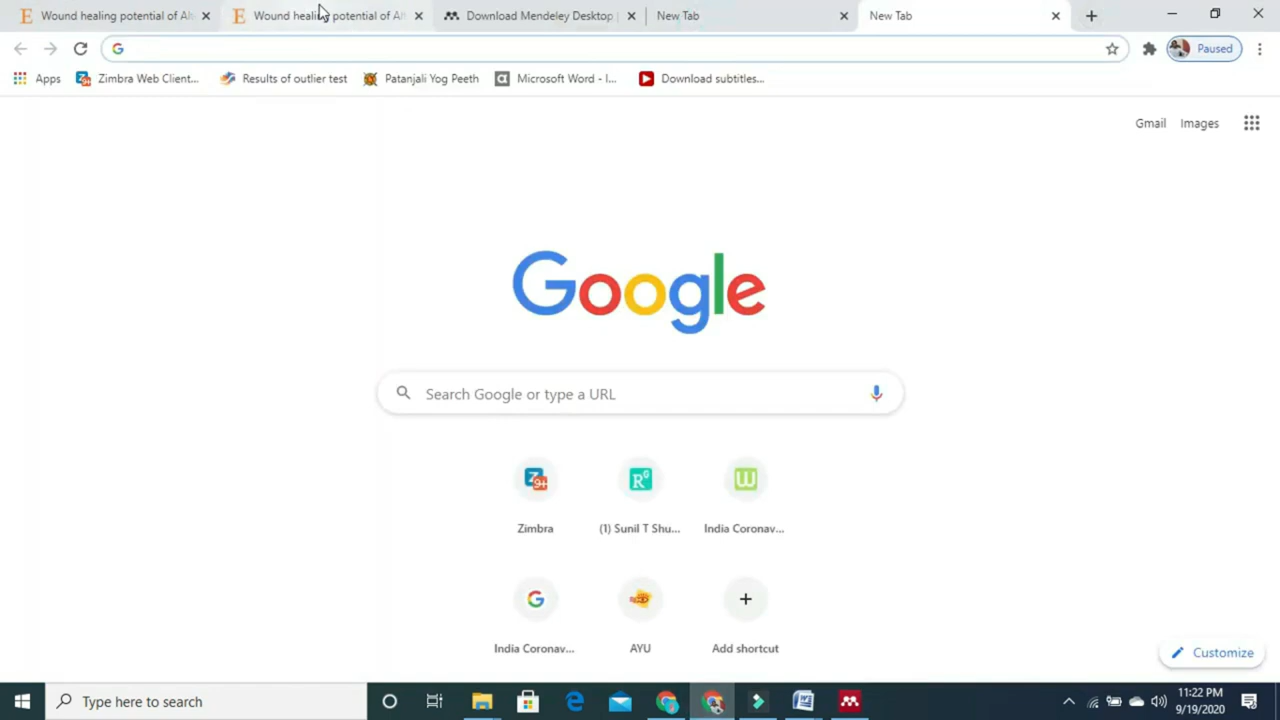 Wound healing potential of Al
Wound healing potential of Al
Download Mendeley Desktop
New Tab
New Tab
Paused
Apps
Zimbra Web Client...
Results of outlier test
Patanjali Yog Peeth
Microsoft Word - I...
Download subtitles...
Gmail
Images
Google
Search Google or type a URL
Zimbra
(1) Sunil T Shu...
India Coronav...
India Coronav...
AYU
Add shortcut
Customize
Type here to search
11:22 PM
9/19/2020